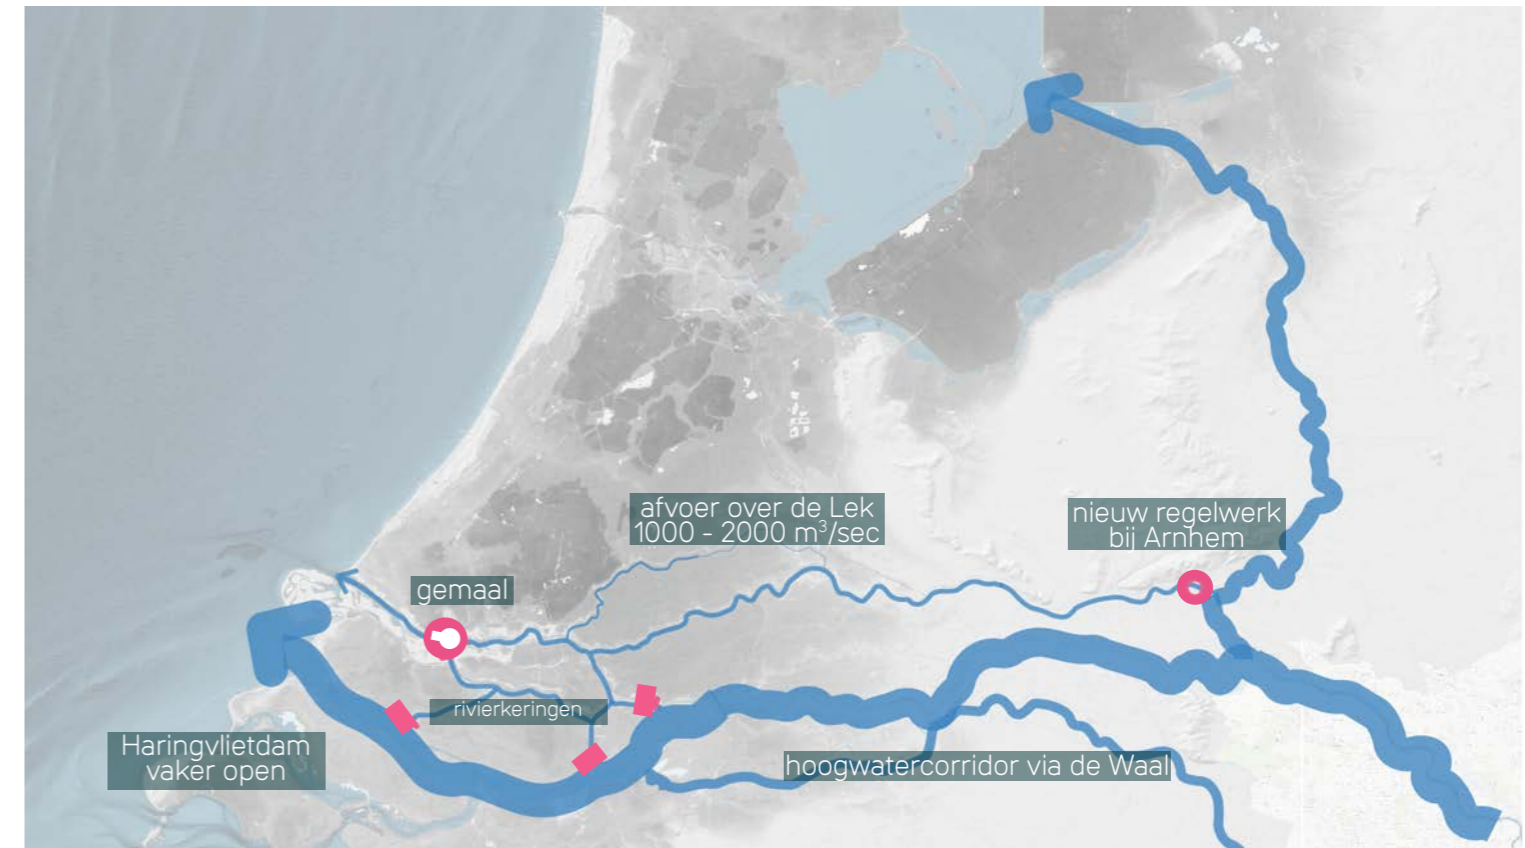 afvoer over de Lek
1000 - 2000 m³/sec
nieuw regelwerk
bij Arnhem
gemaal
rivierkeringen
Haringvlietdam
vaker open
hoogwatercorridor via de Waal